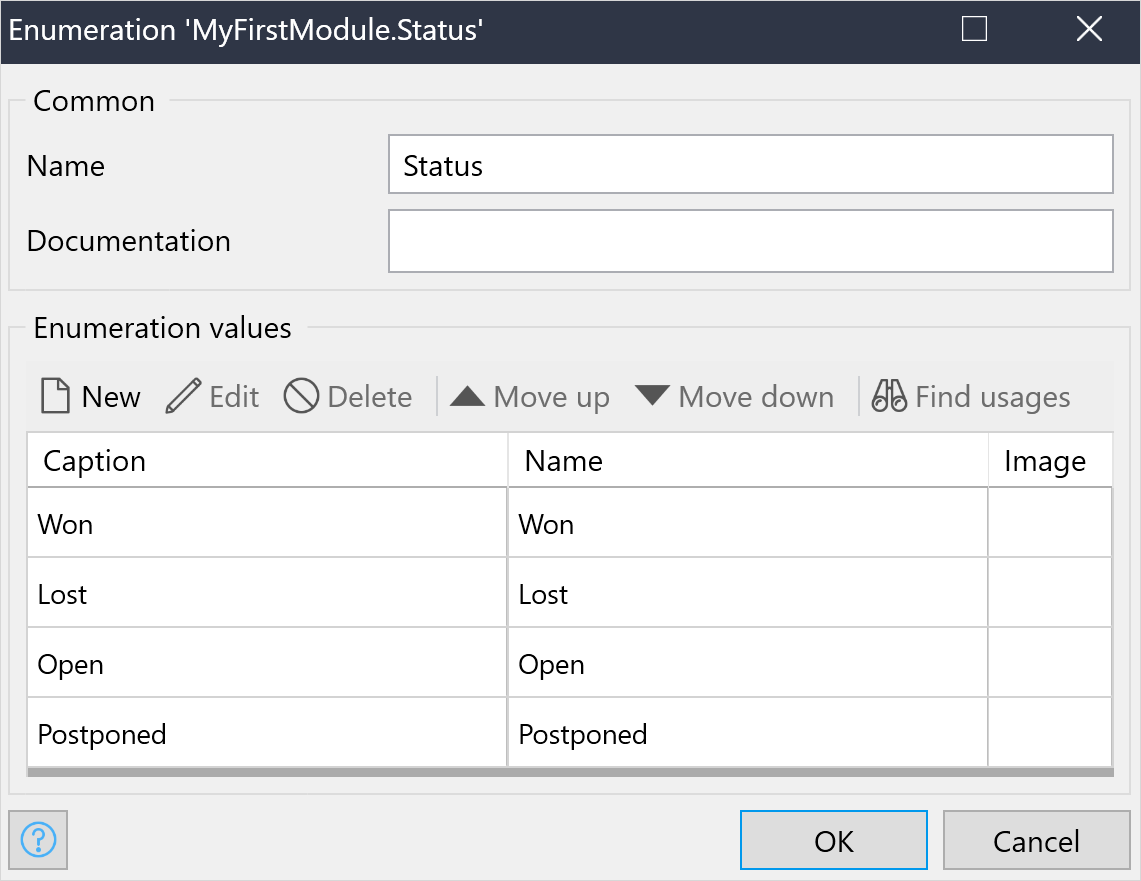 Enumeration 'MyFirstModule.Status'
Common
Name Status
Documentation
Enumeration values
New Edit Delete Move up Move down Find usages
Caption Name Image
Won Won
Lost Lost
Open Open
Postponed Postponed
? OK Cancel